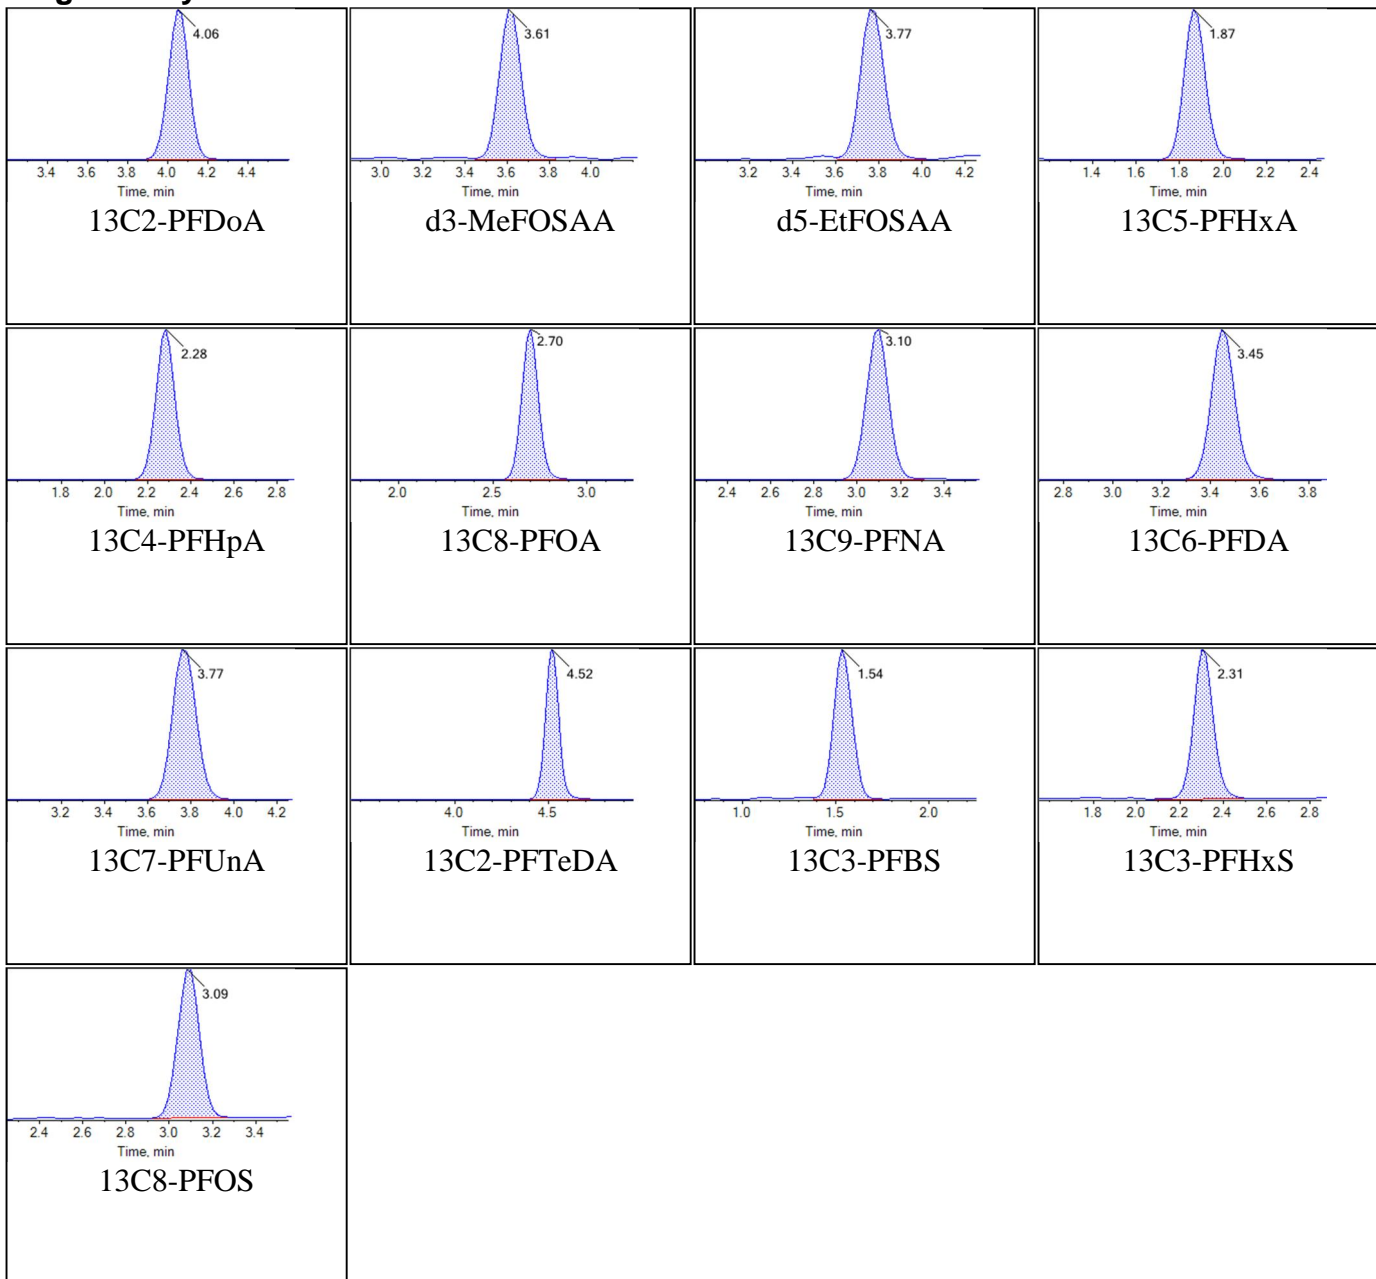 4.06
3.4 3.6 3.8 4.0 4.2 4.4
Time, min
13C2-PFDoA
3.61
3.0 3.2 3.4 3.6 3.8 4.0
Time, min
d3-MeFOSAA
3.77
3.2 3.4 3.6 3.8 4.0 4.2
Time, min
d5-EtFOSAA
1.87
1.4 1.6 1.8 2.0 2.2 2.4
Time, min
13C5-PFHxA
2.28
1.8 2.0 2.2 2.4 2.6 2.8
Time, min
13C4-PFHpA
2.70
2.0 2.5 3.0
Time, min
13C8-PFOA
3.10
2.4 2.6 2.8 3.0 3.2 3.4
Time, min
13C9-PFNA
3.45
2.8 3.0 3.2 3.4 3.6 3.8
Time, min
13C6-PFDA
3.77
3.2 3.4 3.6 3.8 4.0 4.2
Time, min
13C7-PFUnA
4.52
4.0 4.5
Time, min
13C2-PFTeDA
1.54
1.0 1.5 2.0
Time, min
13C3-PFBS
2.31
1.8 2.0 2.2 2.4 2.6 2.8
Time, min
13C3-PFHxS
3.09
2.4 2.6 2.8 3.0 3.2 3.4
Time, min
13C8-PFOS